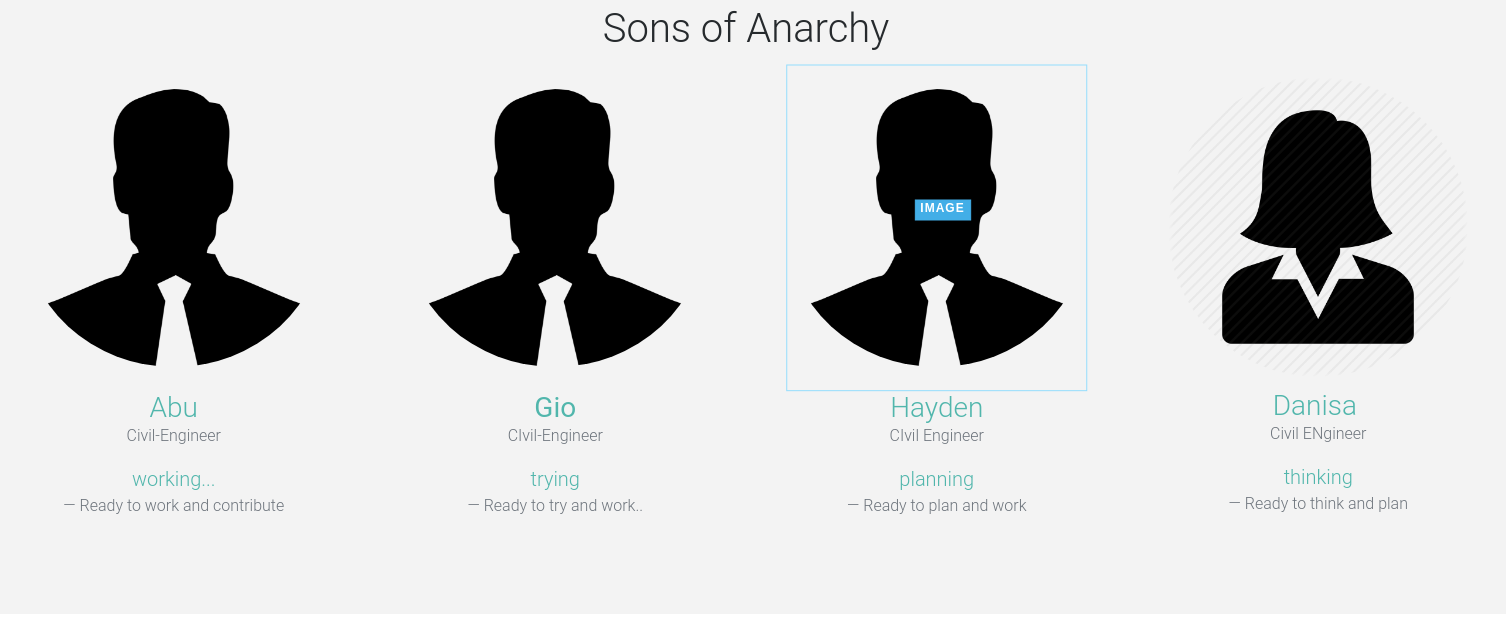 Sons of Anarchy
IMAGE
Abu
Civil-Engineer
working...
— Ready to work and contribute
Gio
CIvil-Engineer
trying
— Ready to try and work..
Hayden
CIvil Engineer
planning
— Ready to plan and work
Danisa
Civil ENgineer
thinking
— Ready to think and plan